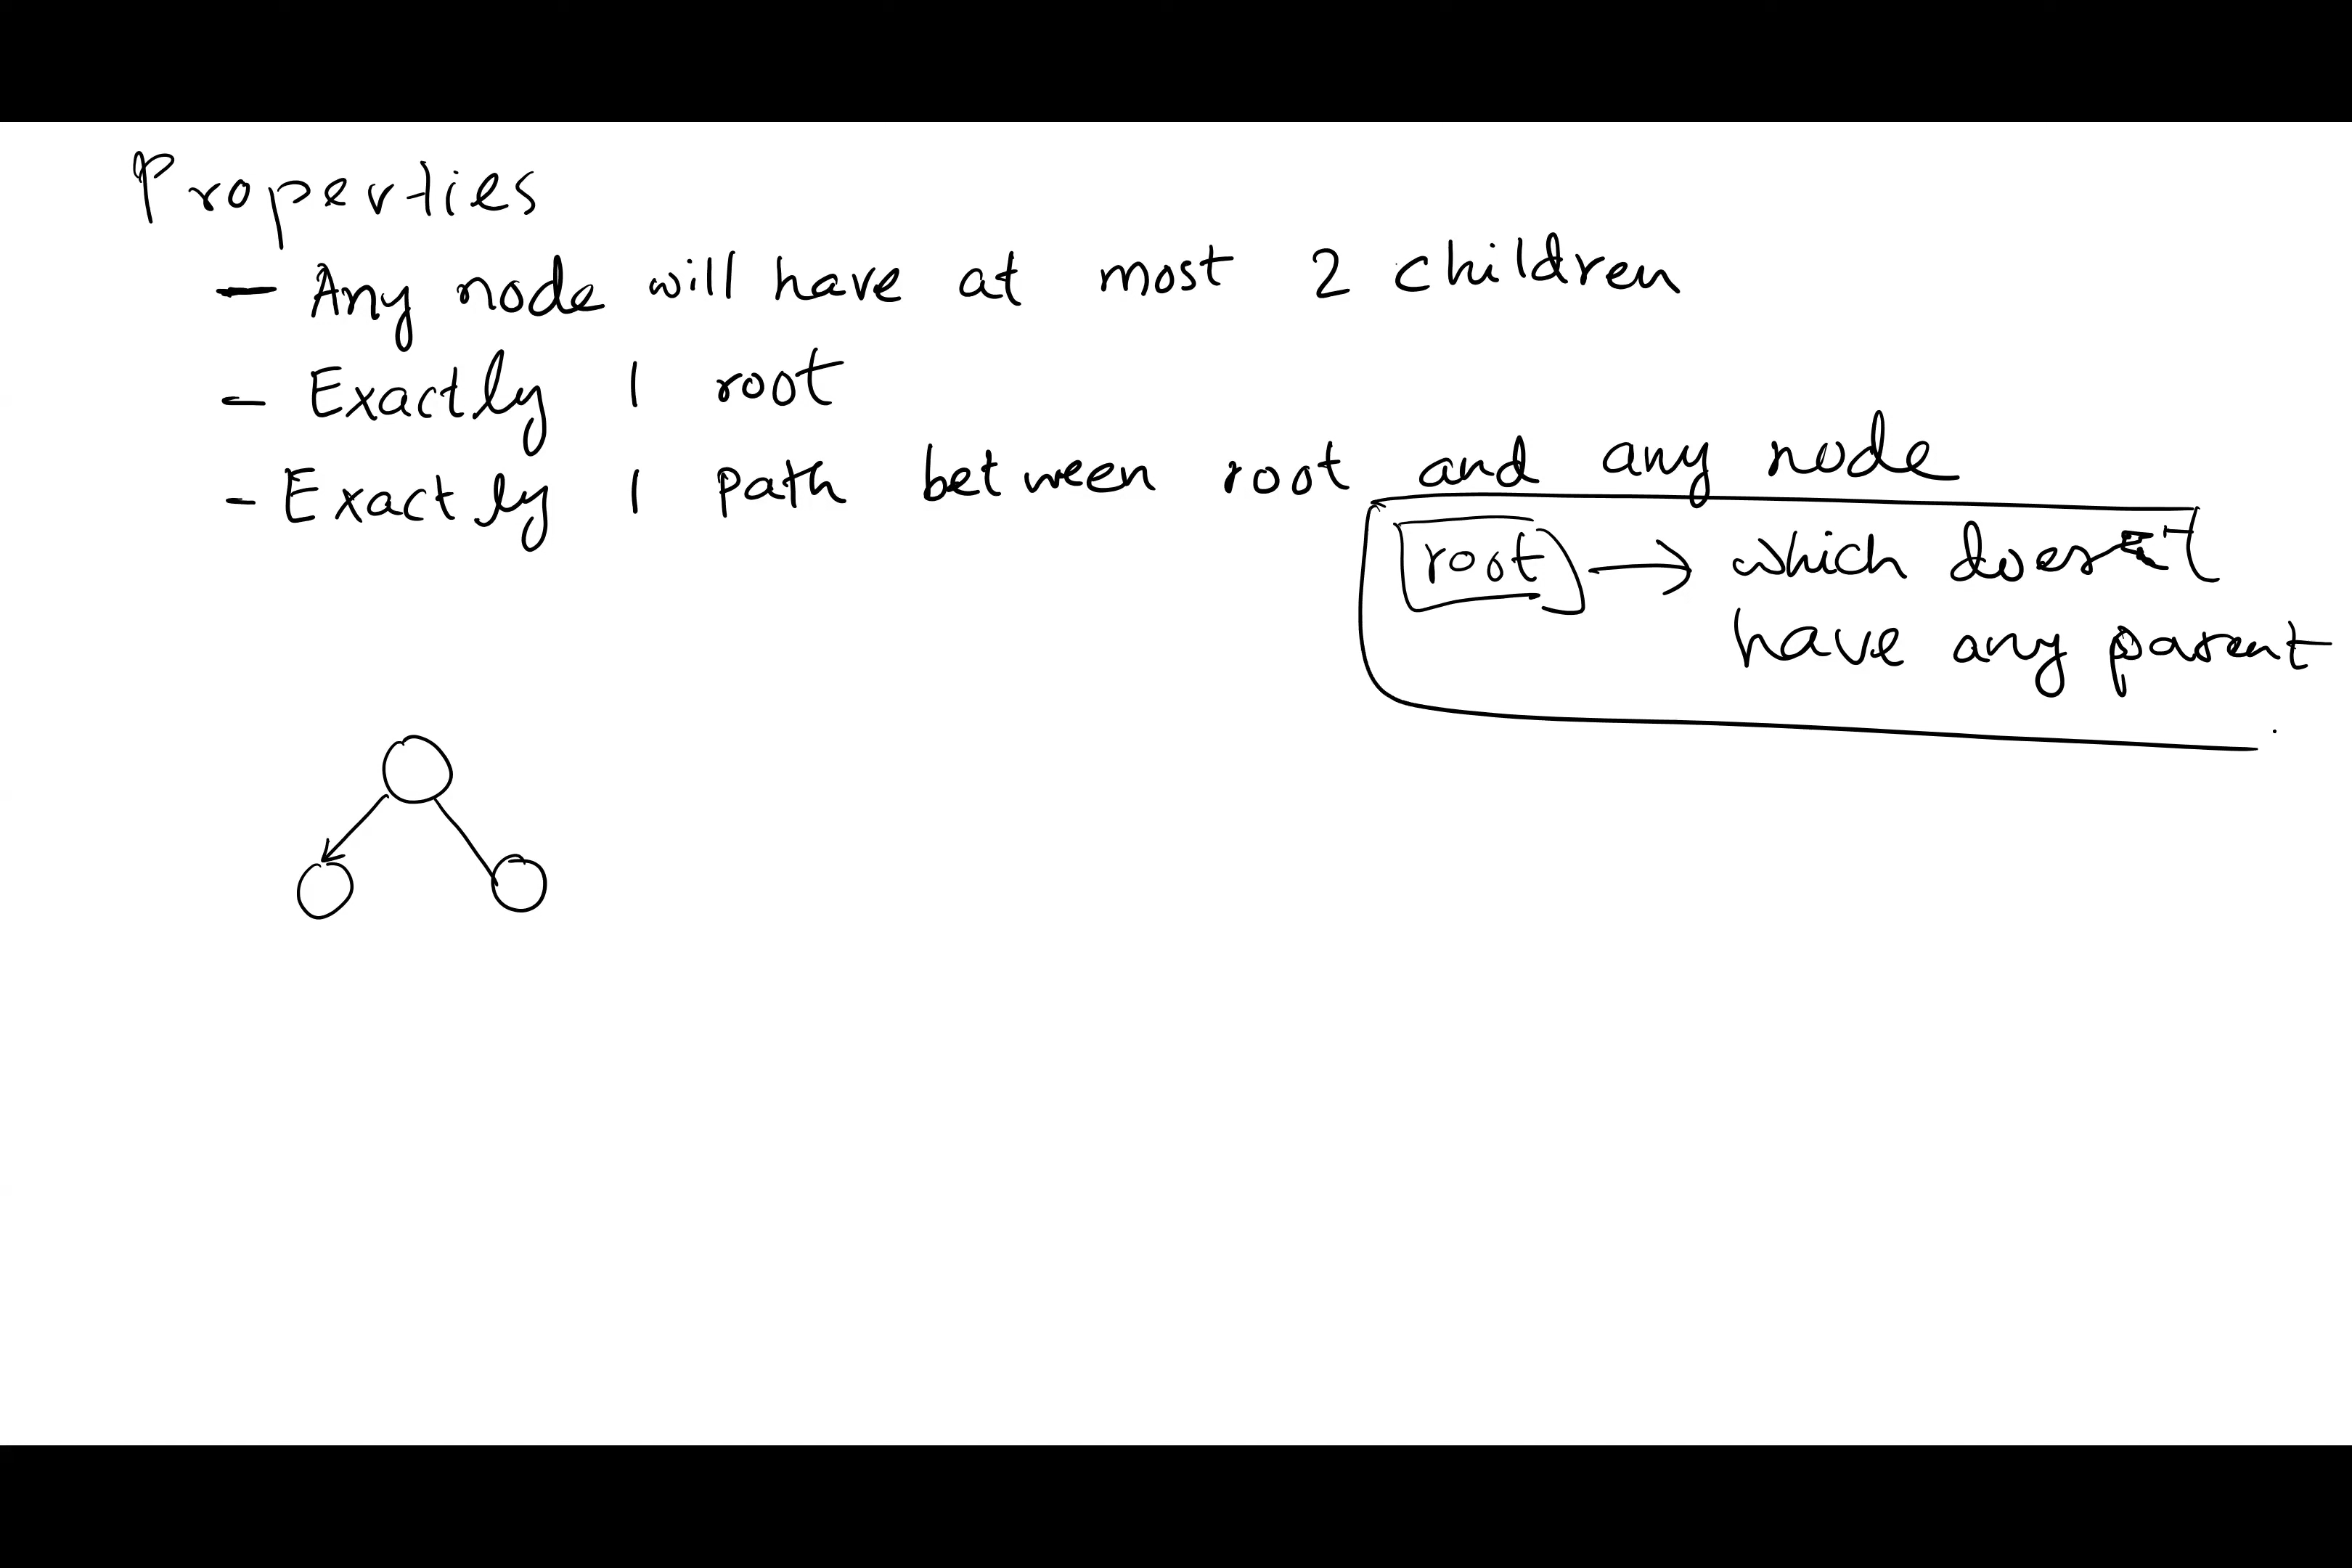 Properties
- Any node will have at most 2 children
- Exactly 1 root
- Exactly 1 path between root and any node
root → which doesn't
have any parent